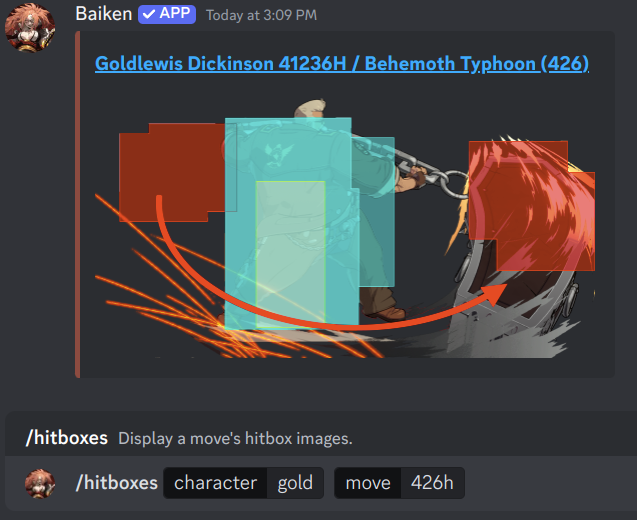 Baiken ✓ APP Today at 3:09 PM
Goldlewis Dickinson 41236H / Behemoth Typhoon (426)
/hitboxes Display a move's hitbox images.
/hitboxes character gold move 426h